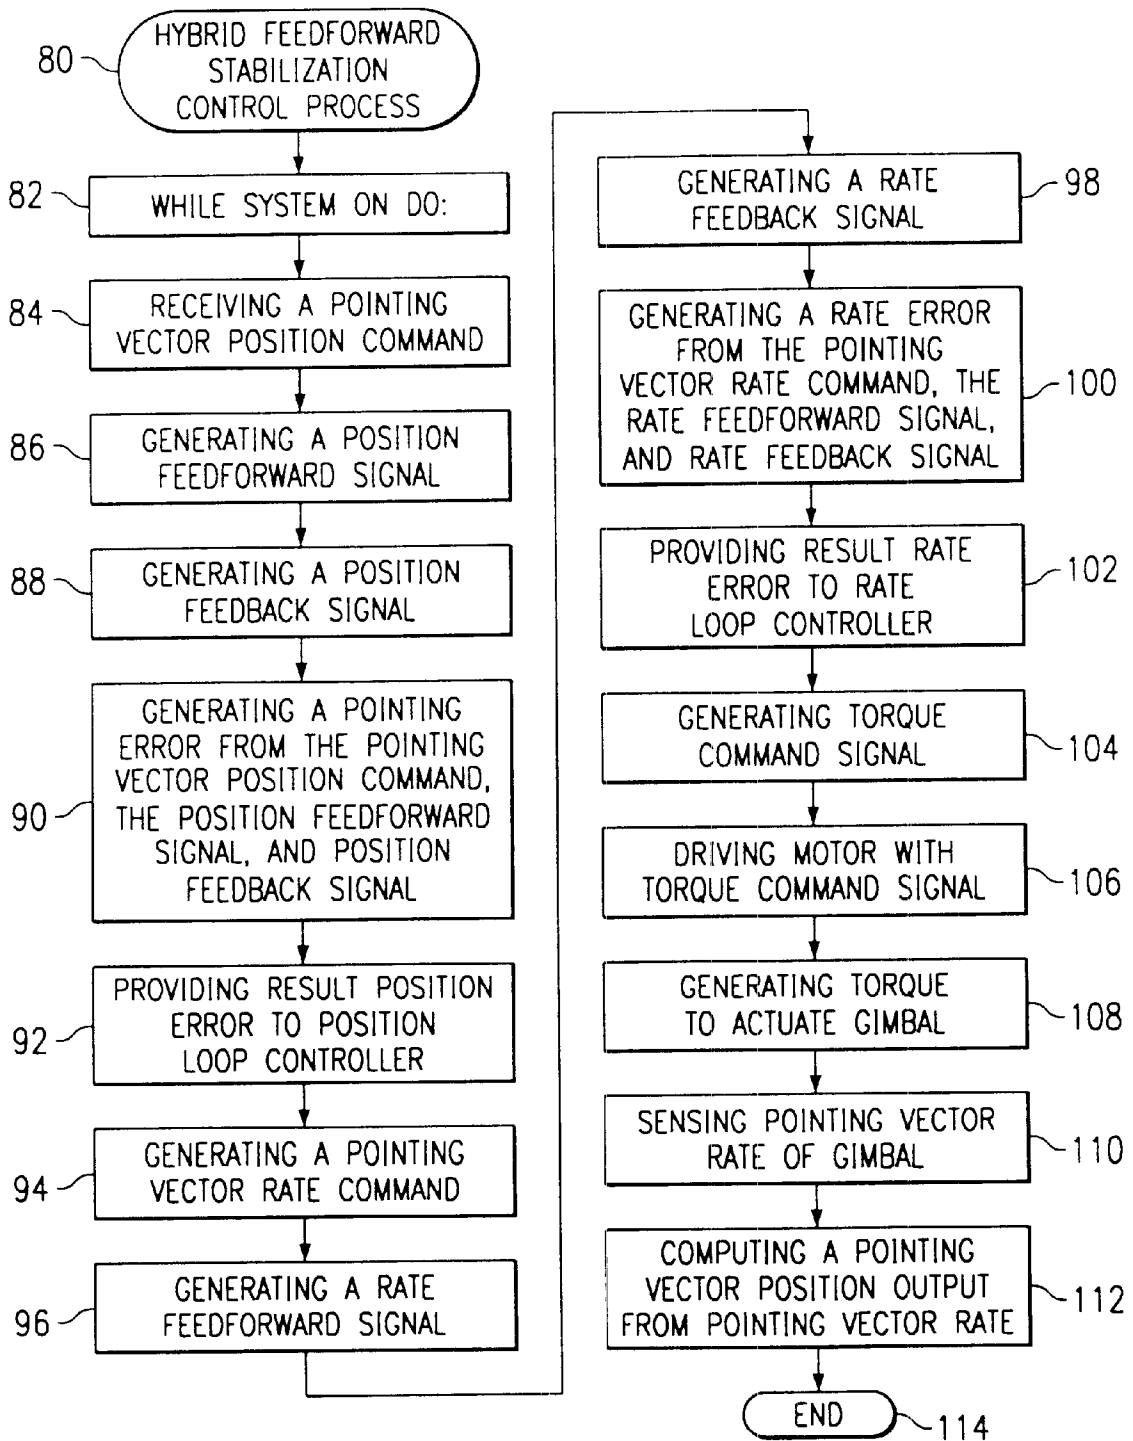 HYBRID FEEDFORWARD
STABILIZATION
CONTROL PROCESS
80
82
WHILE SYSTEM ON DO:
84
RECEIVING A POINTING
VECTOR POSITION COMMAND
86
GENERATING A POSITION
FEEDFORWARD SIGNAL
88
GENERATING A POSITION
FEEDBACK SIGNAL
90
GENERATING A POINTING
ERROR FROM THE POINTING
VECTOR POSITION COMMAND,
THE POSITION FEEDFORWARD
SIGNAL, AND POSITION
FEEDBACK SIGNAL
92
PROVIDING RESULT POSITION
ERROR TO POSITION
LOOP CONTROLLER
94
GENERATING A POINTING
VECTOR RATE COMMAND
96
GENERATING A RATE
FEEDFORWARD SIGNAL
GENERATING A RATE
FEEDBACK SIGNAL
98
GENERATING A RATE ERROR
FROM THE POINTING
VECTOR RATE COMMAND, THE
RATE FEEDFORWARD SIGNAL,
AND RATE FEEDBACK SIGNAL
100
PROVIDING RESULT RATE
ERROR TO RATE
LOOP CONTROLLER
102
GENERATING TORQUE
COMMAND SIGNAL
104
DRIVING MOTOR WITH
TORQUE COMMAND SIGNAL
106
GENERATING TORQUE
TO ACTUATE GIMBAL
108
SENSING POINTING VECTOR
RATE OF GIMBAL
110
COMPUTING A POINTING
VECTOR POSITION OUTPUT
FROM POINTING VECTOR RATE
112
END
114